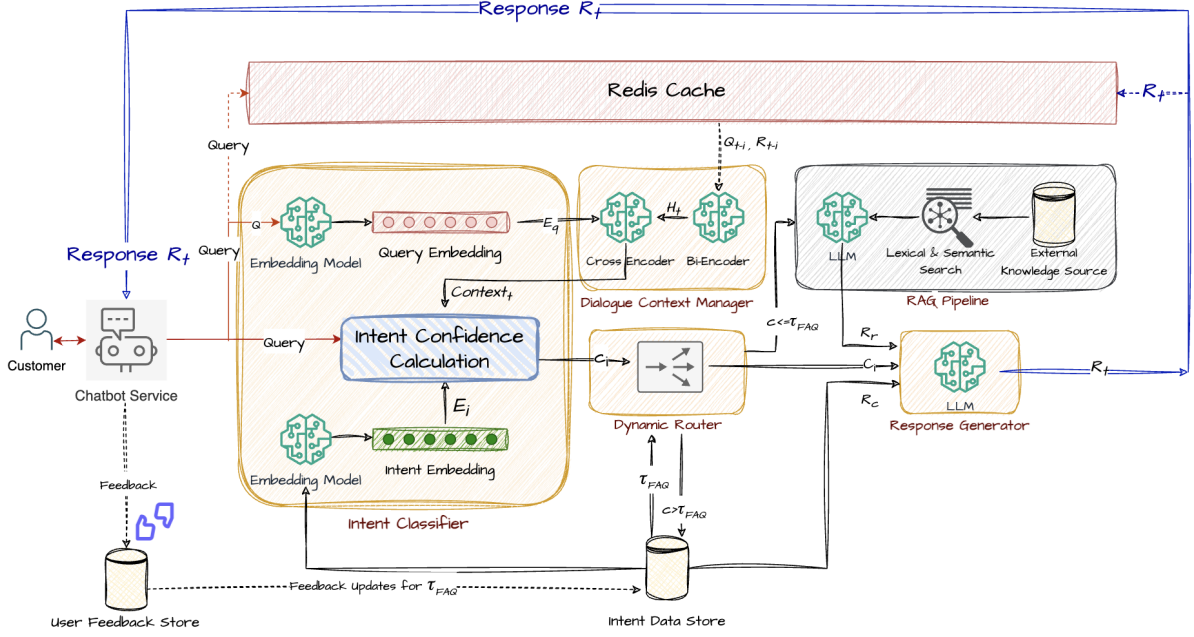 Response Rt
Redis Cache
Rt
Query
Qt-i, Rt-i
Q
Embedding Model
Query Embedding
Eq
Query
Cross Encoder
Ht
Bi-Encoder
LLM
Lexical & Semantic
Search
External
Knowledge Source
Response Rt
Contextt
Dialogue Context Manager
RAG Pipeline
c<=τFAQ
Customer
Chatbot Service
Query
Intent Confidence
Calculation
Ci
Rr
Ci
Rc
LLM
Rt
Dynamic Router
Response Generator
Ei
Embedding Model
Intent Embedding
Intent Classifier
τFAQ
c>τFAQ
Feedback
Feedback Updates for τFAQ
User Feedback Store
Intent Data Store